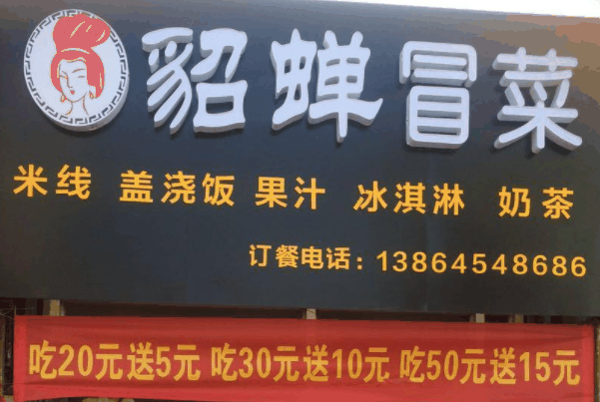 貂蝉冒菜
米线 盖浇饭 果汁 冰淇淋 奶茶
订餐电话：13864548686
吃20元送5元 吃30元送10元 吃50元送15元